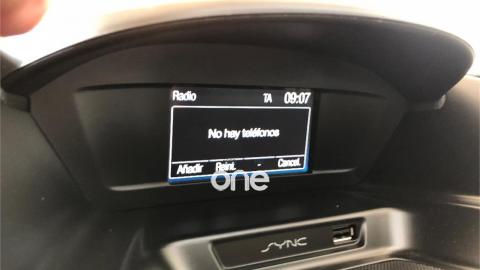 Radio TA 09:07
No hay teléfonos
Añadir Reint. - Cancel.
one
SYNC